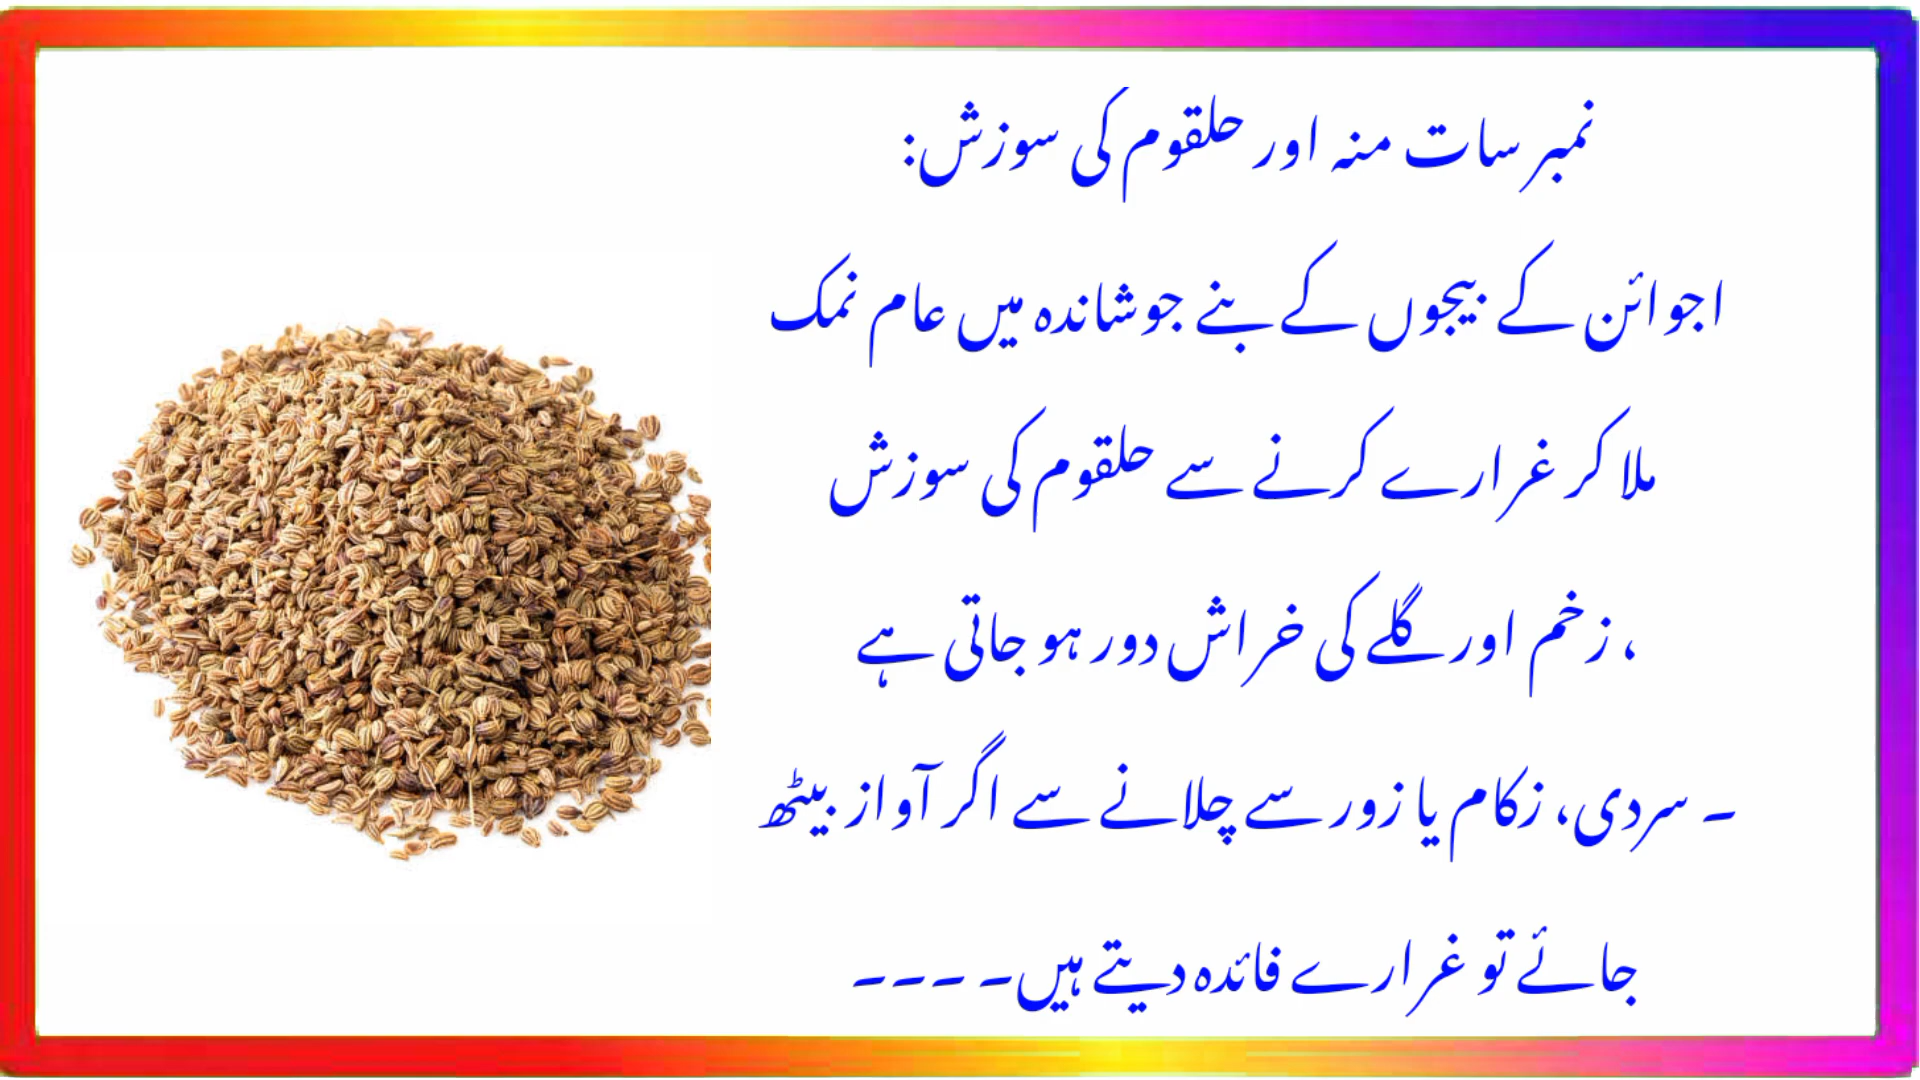 نمبر سات منہ اور حلقوم کی سوزش:
اجوائن کے بیجوں کے بنے جوشاندہ میں عام نمک
ملا کر غرارے کرنے سے حلقوم کی سوزش
، زخم اور گلے کی خراش دور ہو جاتی ہے
۔ سردی، زکام یا زور سے چلانے سے اگر آواز بیٹھ
جائے تو غرارے فائدہ دیتے ہیں۔ ۔ ۔ ۔ ۔